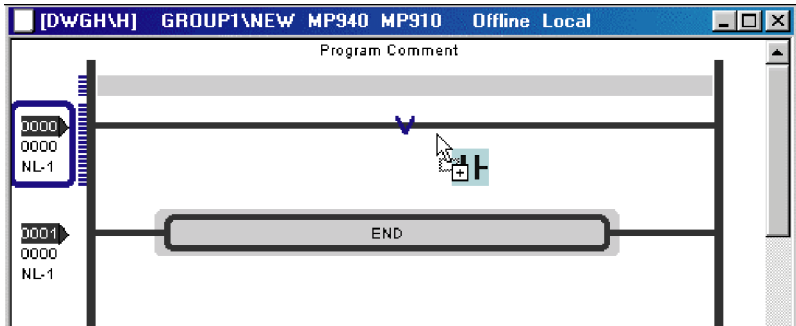 [DWGH\H] GROUP1\NEW MP940 MP910 Offline Local
Program Comment
0000
0000
NL-1
END
0001
0000
NL-1